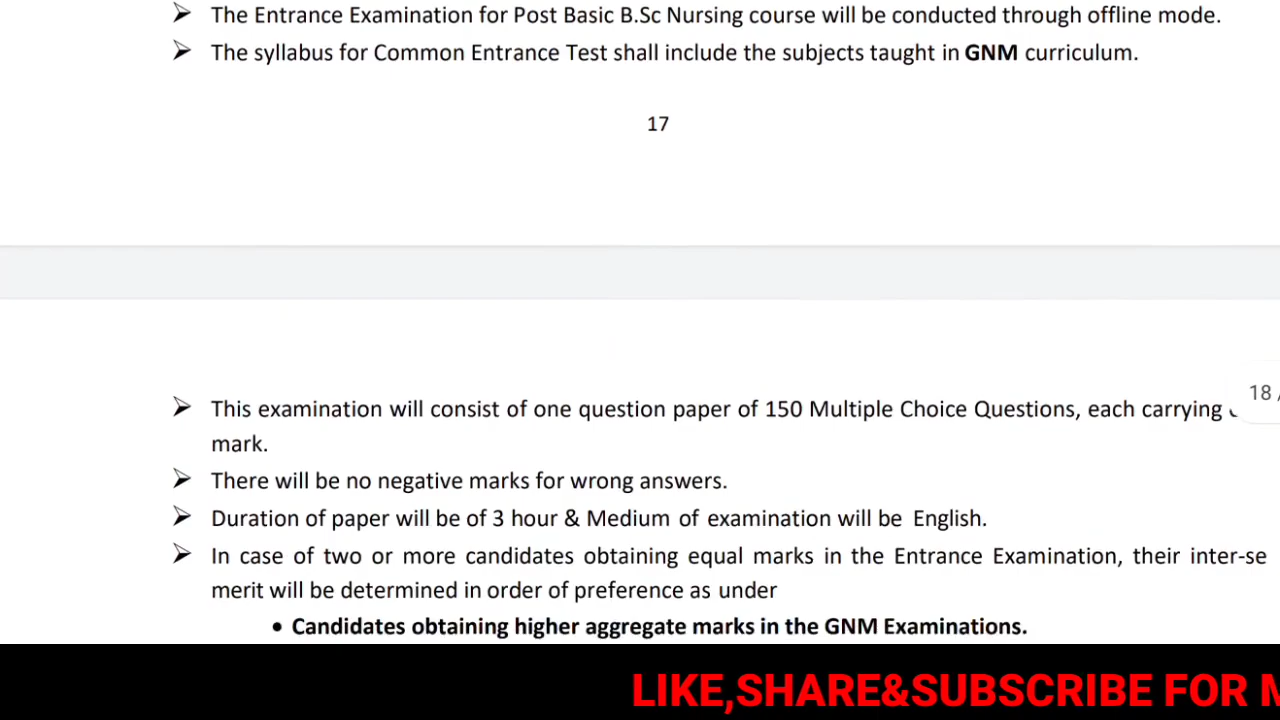 ➢ The Entrance Examination for Post Basic B.Sc Nursing course will be conducted through offline mode.
➢ The syllabus for Common Entrance Test shall include the subjects taught in GNM curriculum.
17
18 /
➢ This examination will consist of one question paper of 150 Multiple Choice Questions, each carrying
mark.
➢ There will be no negative marks for wrong answers.
➢ Duration of paper will be of 3 hour & Medium of examination will be English.
➢ In case of two or more candidates obtaining equal marks in the Entrance Examination, their inter-se
merit will be determined in order of preference as under
• Candidates obtaining higher aggregate marks in the GNM Examinations.
LIKE,SHARE&SUBSCRIBE FOR